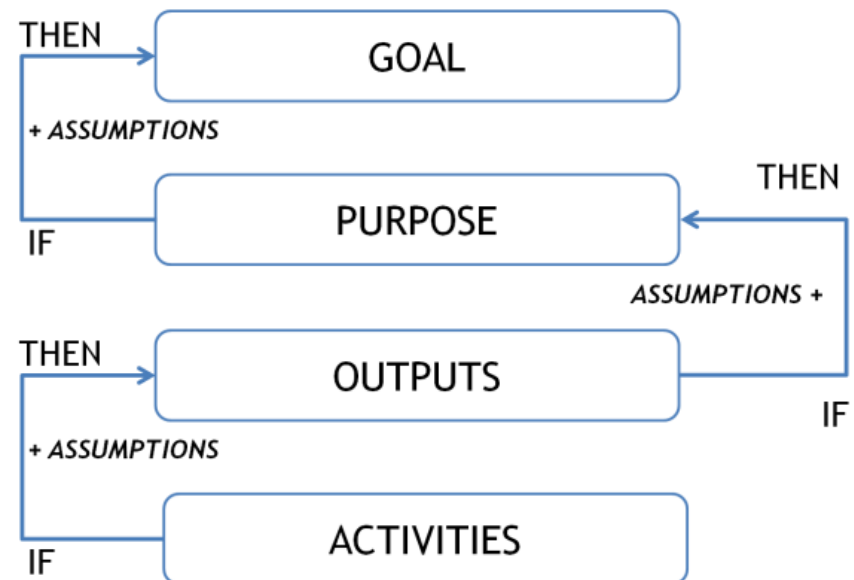 THEN
GOAL
+ ASSUMPTIONS
THEN
PURPOSE
IF
ASSUMPTIONS +
THEN
OUTPUTS
IF
+ ASSUMPTIONS
ACTIVITIES
IF